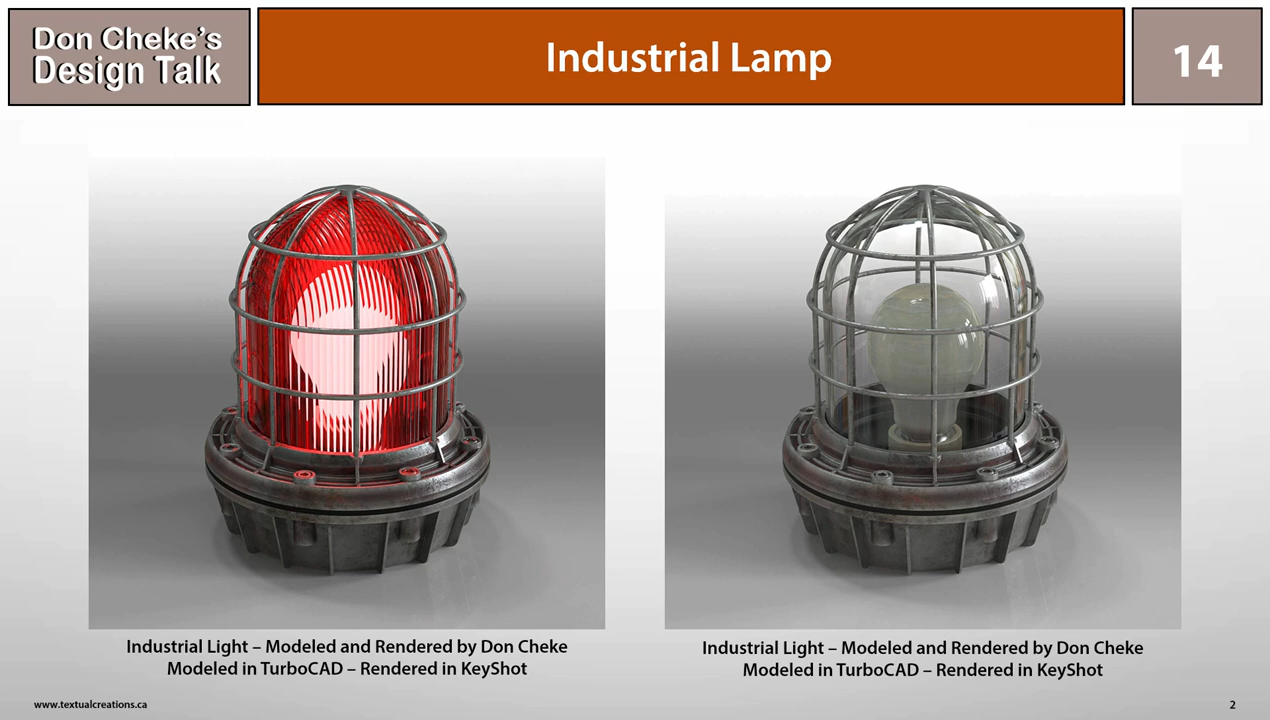 Don Cheke's
Design Talk
Industrial Lamp
14
Industrial Light – Modeled and Rendered by Don Cheke
Modeled in TurboCAD – Rendered in KeyShot
Industrial Light – Modeled and Rendered by Don Cheke
Modeled in TurboCAD – Rendered in KeyShot
www.textualcreations.ca
2